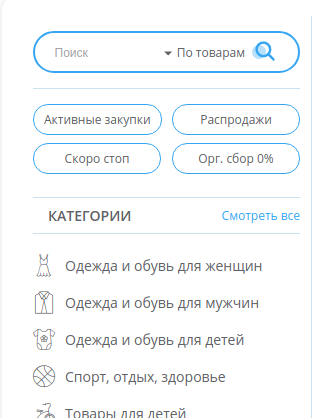 Поиск По товарам
Активные закупки Распродажи
Скоро стоп Орг. сбор 0%
КАТЕГОРИИ Смотреть все
Одежда и обувь для женщин
Одежда и обувь для мужчин
Одежда и обувь для детей
Спорт, отдых, здоровье
Товары для детей